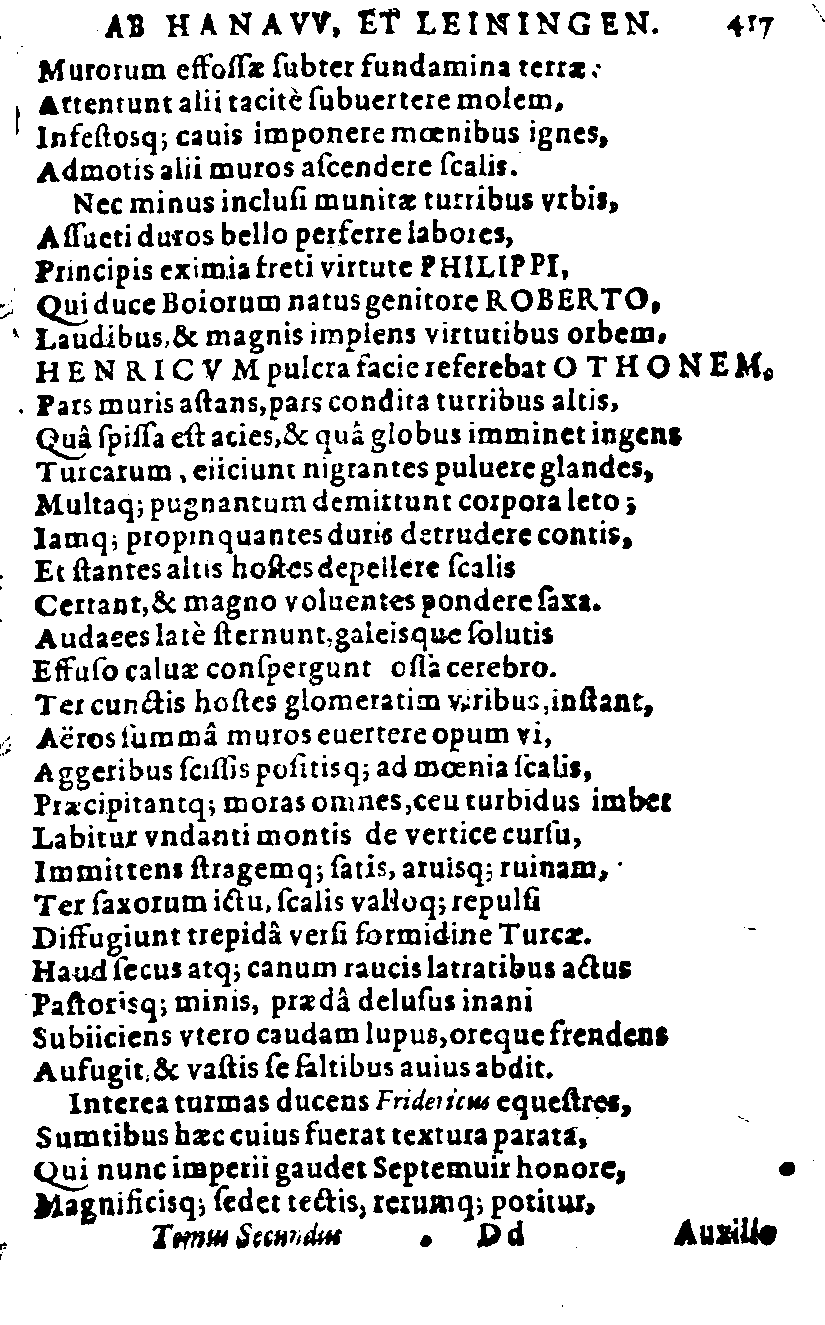 AB HANAVV, ET LEININGEN. 417
Murorum effoſſæ ſubter fundamina terræ:
Attentunt alii tacitè ſubuertere molem,
Infeſtosq; cauis imponere mœnibus ignes,
Admotis alii muros aſcendere ſcalis.
Nec minus incluſi munitæ turribus vrbis,
Aſſueti duros bello perferre labores,
Principis eximia freti virtute PHILIPPI,
Qui duce Boiorum natus genitore ROBERTO,
Laudibus, & magnis implens virtutibus orbem,
HENRICVM pulcra facie referebat OTHONEM.
Pars muris aſtans, pars condita turribus altis,
Quâ ſpiſſa eſt acies, & quâ globus imminet ingens
Turcarum, eiiciunt nigrantes puluere glandes,
Multaq; pugnantum demittunt corpora leto;
Iamq; propinquantes duris detrudere contis,
Et ſtantes altis hoſtes depellere ſcalis
Certant, & magno voluentes pondere ſaxa.
Audaces latè ſternunt, galeisque ſolutis
Effuſo caluæ conſpergunt oſſa cerebro.
Ter cunctis hoſtes glomeratim viribus, inſtant,
Aëros ſummâ muros euertere opum vi,
Aggeribus ſciſſis poſitisq; ad mœnia ſcalis,
Præcipitantq; moras omnes, ceu turbidus imber
Labitur vndanti montis de vertice curſu,
Immittens ſtragemq; ſatis, aruisq; ruinam,
Ter ſaxorum ictu, ſcalis valloq; repulſi
Diffugiunt trepidâ verſi formidine Turcæ.
Haud ſecus atq; canum raucis latratibus actus
Paſtorisq; minis, prædâ deluſus inani
Subiiciens vtero caudam lupus, oreque frendens
Aufugit, & vaſtis ſe ſaltibus auius abdit.
Interea turmas ducens Fridericus equeſtres,
Sumtibus hæc cuius fuerat textura parata,
Qui nunc imperii gaudet Septemuir honore,
Magnificisq; ſedet tectis, rerumq; potitur,
Tomus Secundus Dd Auxilio